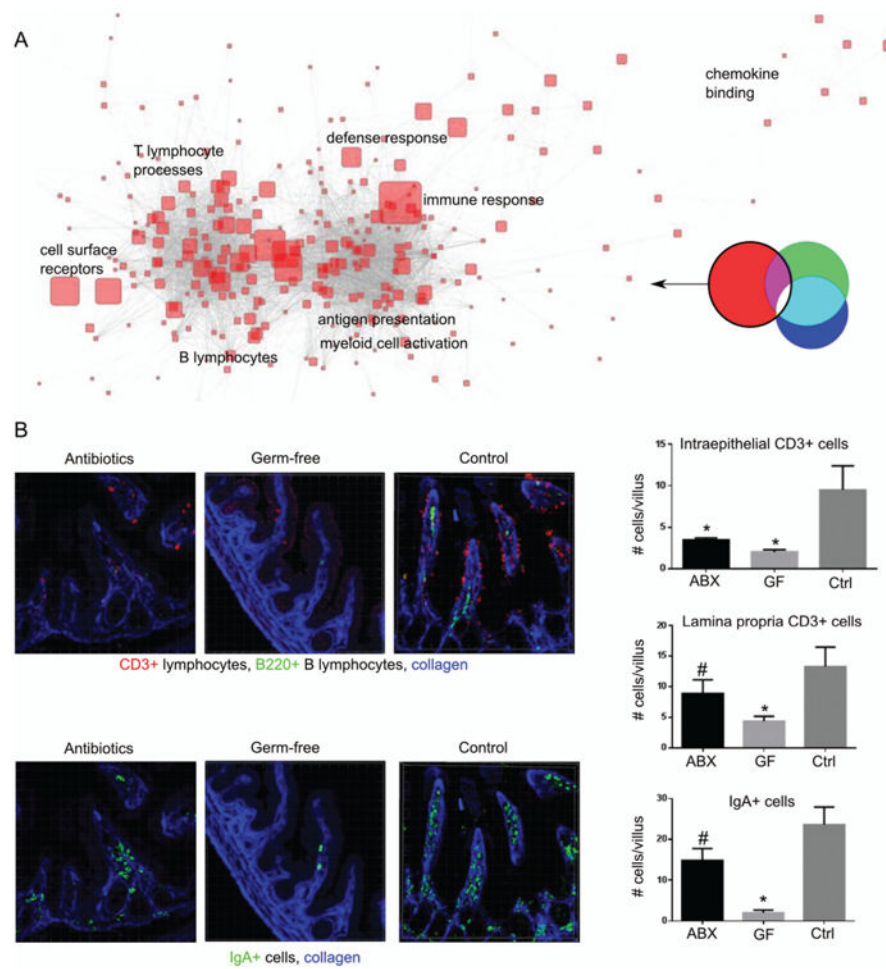 A
chemokine
binding
defense response
T lymphocyte
processes
immune response
cell surface
receptors
antigen presentation
myeloid cell activation
B lymphocytes
B
Antibiotics
Germ-free
Control
CD3+ lymphocytes, B220+ B lymphocytes, collagen
Antibiotics
Germ-free
Control
IgA+ cells, collagen
Intraepithelial CD3+ cells
# cells/villus
15
10
5
0
*
*
ABX
GF
Ctrl
Lamina propria CD3+ cells
# cells/villus
20
15
10
5
0
#
*
ABX
GF
Ctrl
IgA+ cells
# cells/villus
30
20
10
0
#
*
ABX
GF
Ctrl